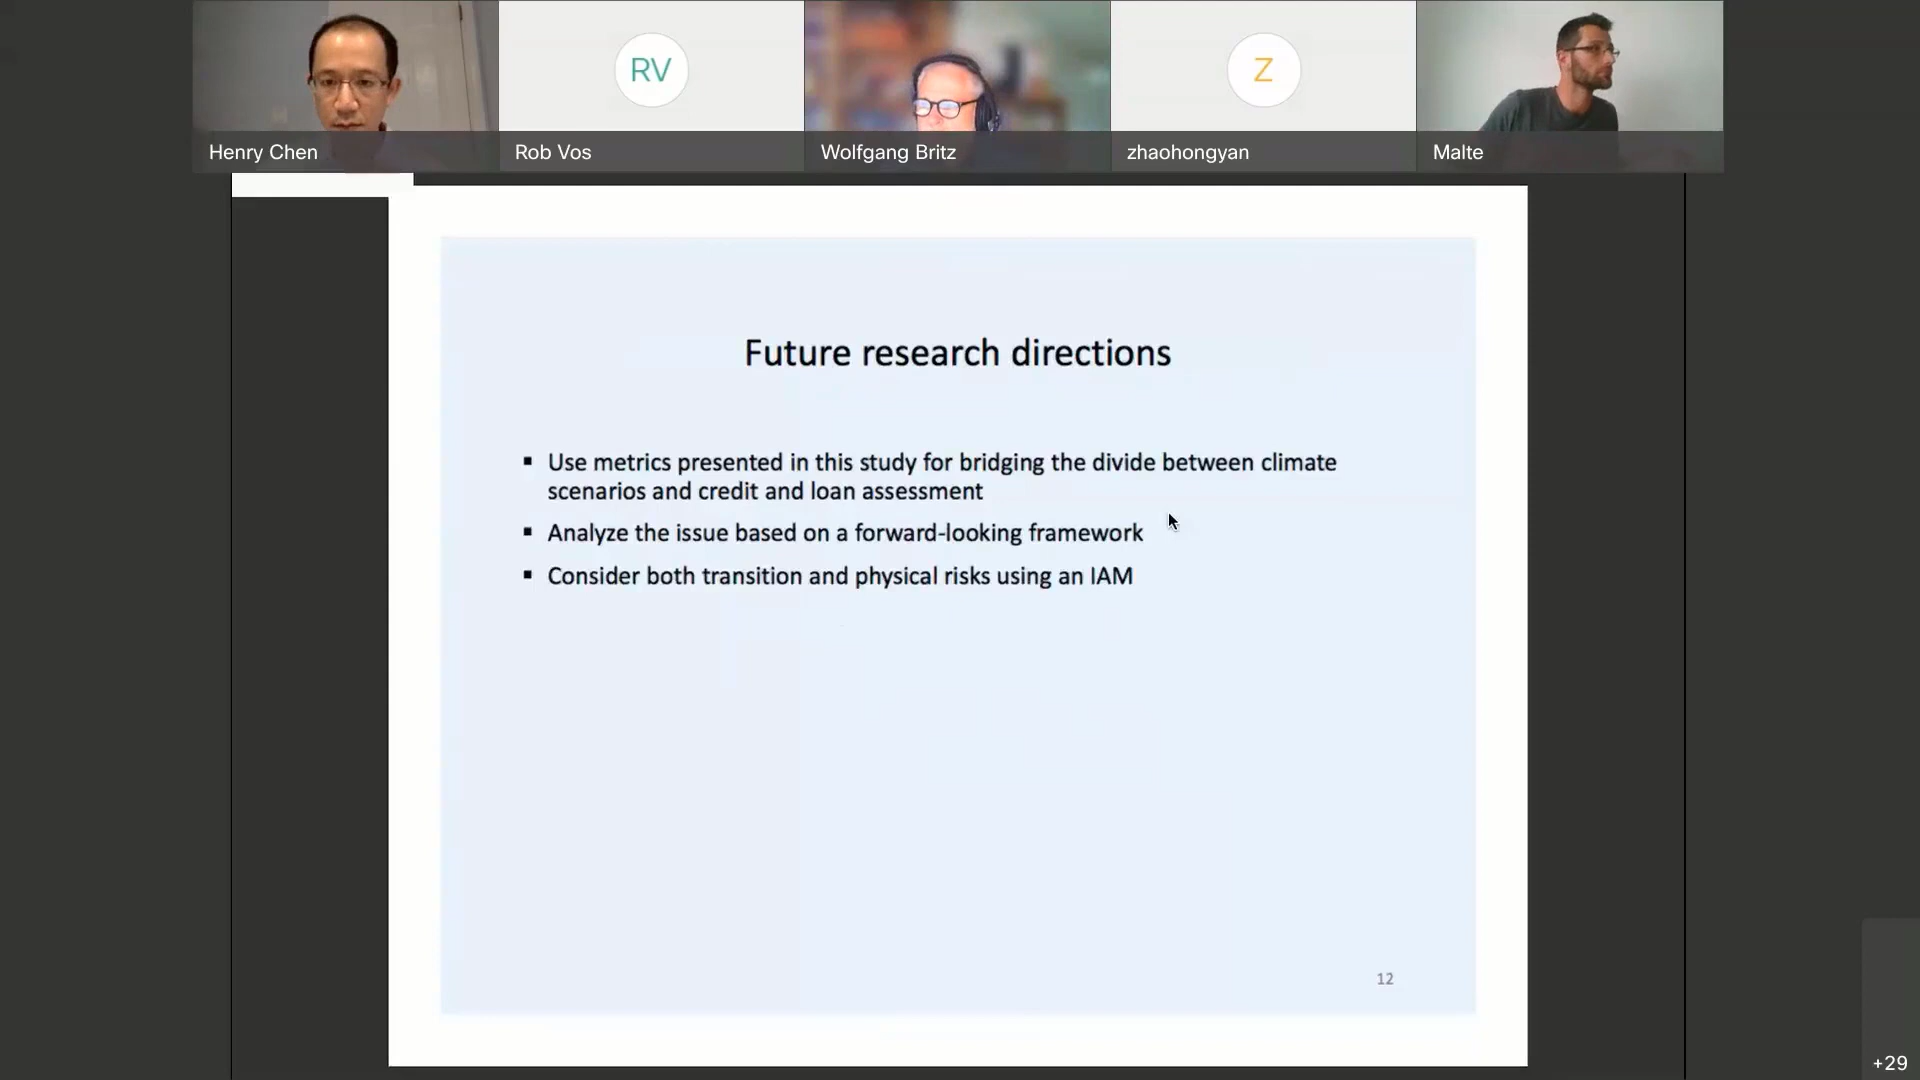 RV
Z
Henry Chen
Rob Vos
Wolfgang Britz
zhaohongyan
Malte
Future research directions
▪ Use metrics presented in this study for bridging the divide between climate
scenarios and credit and loan assessment
▪ Analyze the issue based on a forward-looking framework
▪ Consider both transition and physical risks using an IAM
12
+29